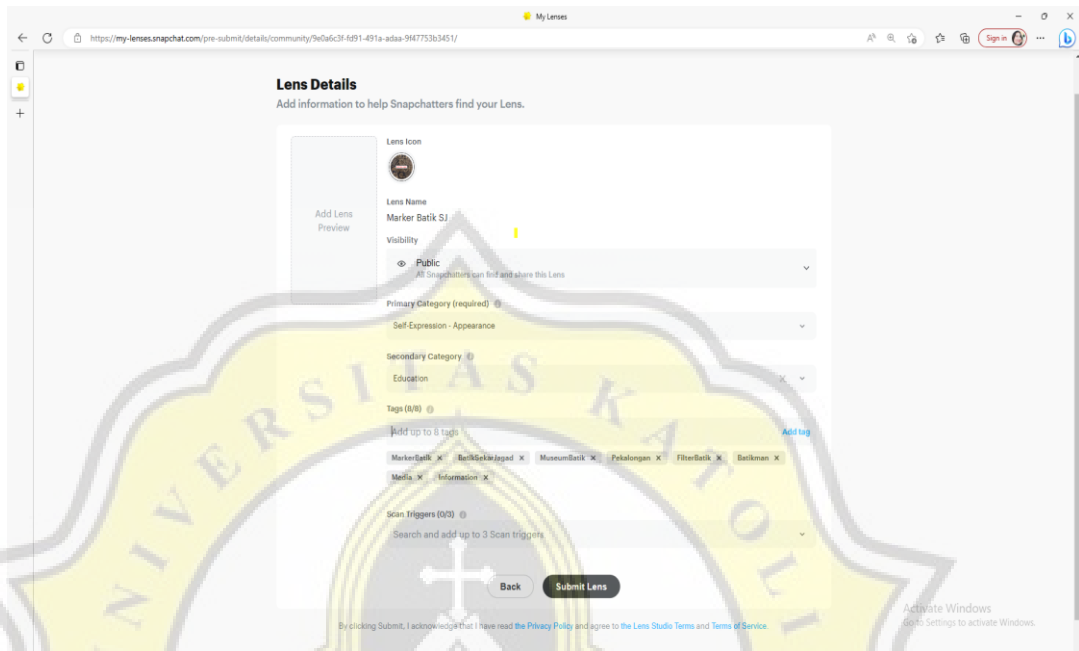 My Lenses
https://my-lenses.snapchat.com/pre-submit/details/community/9e0a6c3f-fd91-491a-adaa-9f47753b3451/
Sign in
Lens Details
Add information to help Snapchatters find your Lens.
Lens Icon
Add Lens
Preview
Lens Name
Marker Batik SJ
Visibility
Public
All Snapchatters can find and share this Lens
Primary Category (required)
Self-Expression - Appearance
Secondary Category
Education
Tags (8/8)
Add up to 8 tags
Add tag
MarkerBatik × BatikSekarJagad × MuseumBatik × Pekalongan × FilterBatik × Batikman ×
Media × Information ×
Scan Triggers (0/3)
Search and add up to 3 Scan triggers
Back Submit Lens
By clicking Submit, I acknowledge that I have read the Privacy Policy and agree to the Lens Studio Terms and Terms of Service.
Activate Windows
Go to Settings to activate Windows.
UNIVERSITAS KATOLI